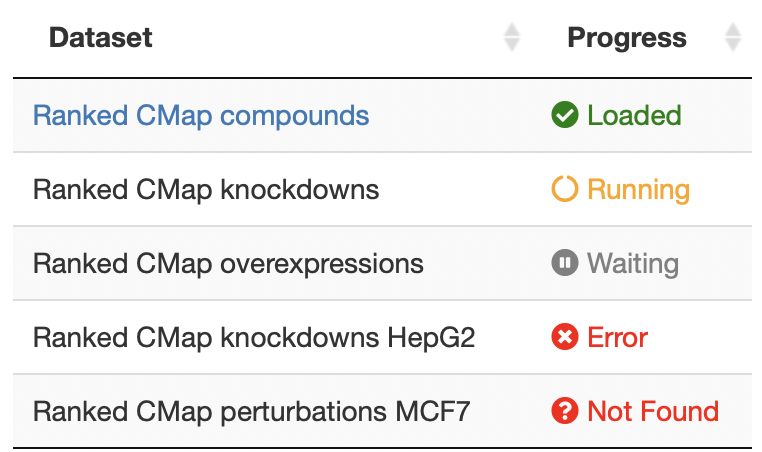 Dataset Progress
Ranked CMap compounds Loaded
Ranked CMap knockdowns Running
Ranked CMap overexpressions Waiting
Ranked CMap knockdowns HepG2 Error
Ranked CMap perturbations MCF7 Not Found